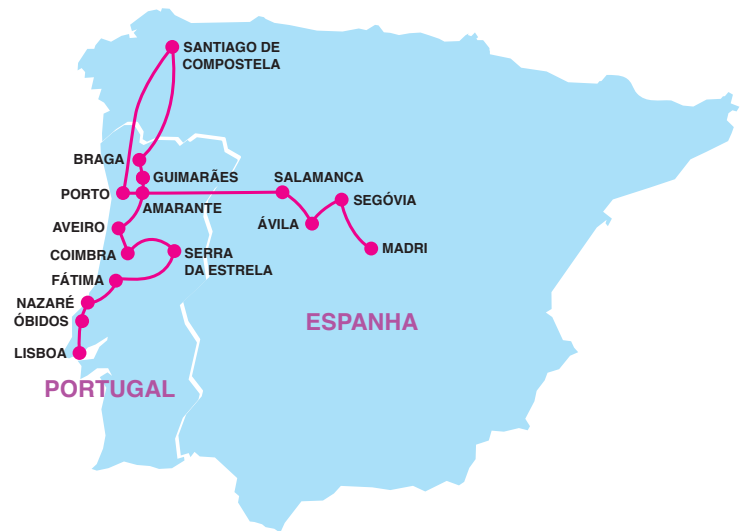 SANTIAGO DE
COMPOSTELA
BRAGA
GUIMARÃES
SALAMANCA
PORTO
SEGÓVIA
AMARANTE
AVEIRO
ÁVILA
COIMBRA
SERRA
DA ESTRELA
MADRI
FÁTIMA
NAZARÉ
ÓBIDOS
ESPANHA
LISBOA
PORTUGAL